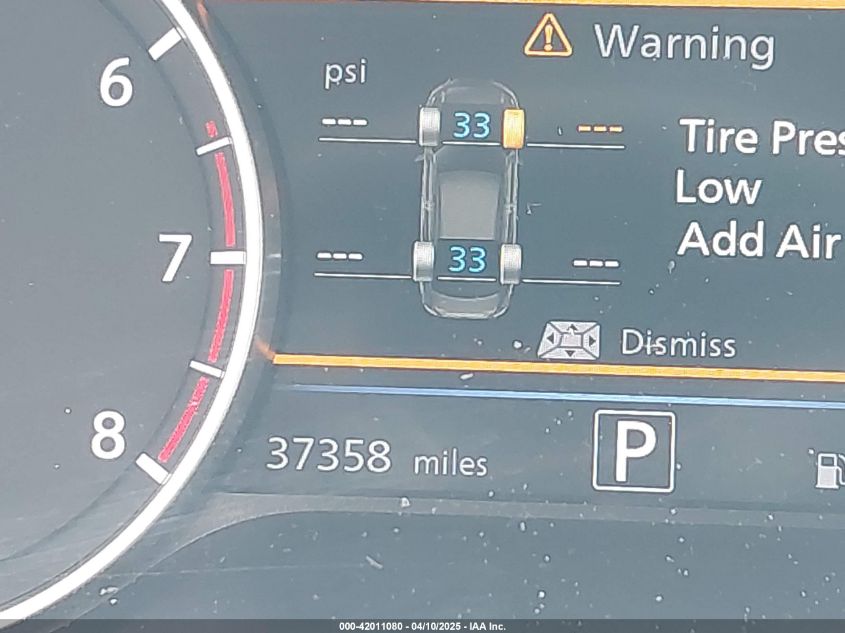 6
7
8
psi
Warning
--- 33 ---
--- 33 ---
Tire Pres
Low
Add Air
Dismiss
37358 miles
P
000-42011080 - 04/10/2025 - IAA Inc.